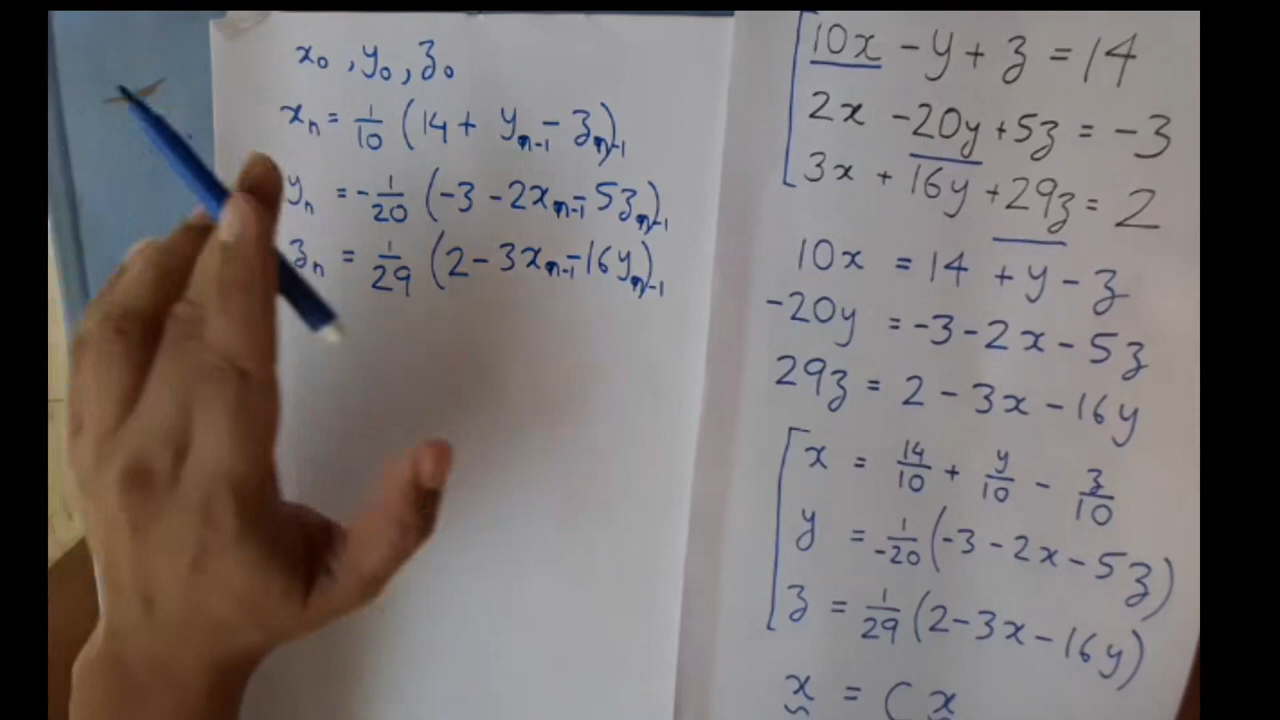 x₀, y₀, z₀
xₙ = 1/10 (14 + yₙ₋₁ - zₙ₋₁)
yₙ = -1/20 (-3 - 2xₙ₋₁ - 5zₙ₋₁)
zₙ = 1/29 (2 - 3xₙ₋₁ - 16yₙ₋₁)
10x - y + z = 14
2x - 20y + 5z = -3
3x + 16y + 29z = 2
10x = 14 + y - z
-20y = -3 - 2x - 5z
29z = 2 - 3x - 16y
x = 14/10 + y/10 - z/10
y = 1/-20 (-3 - 2x - 5z)
z = 1/29 (2 - 3x - 16y)
x = C x